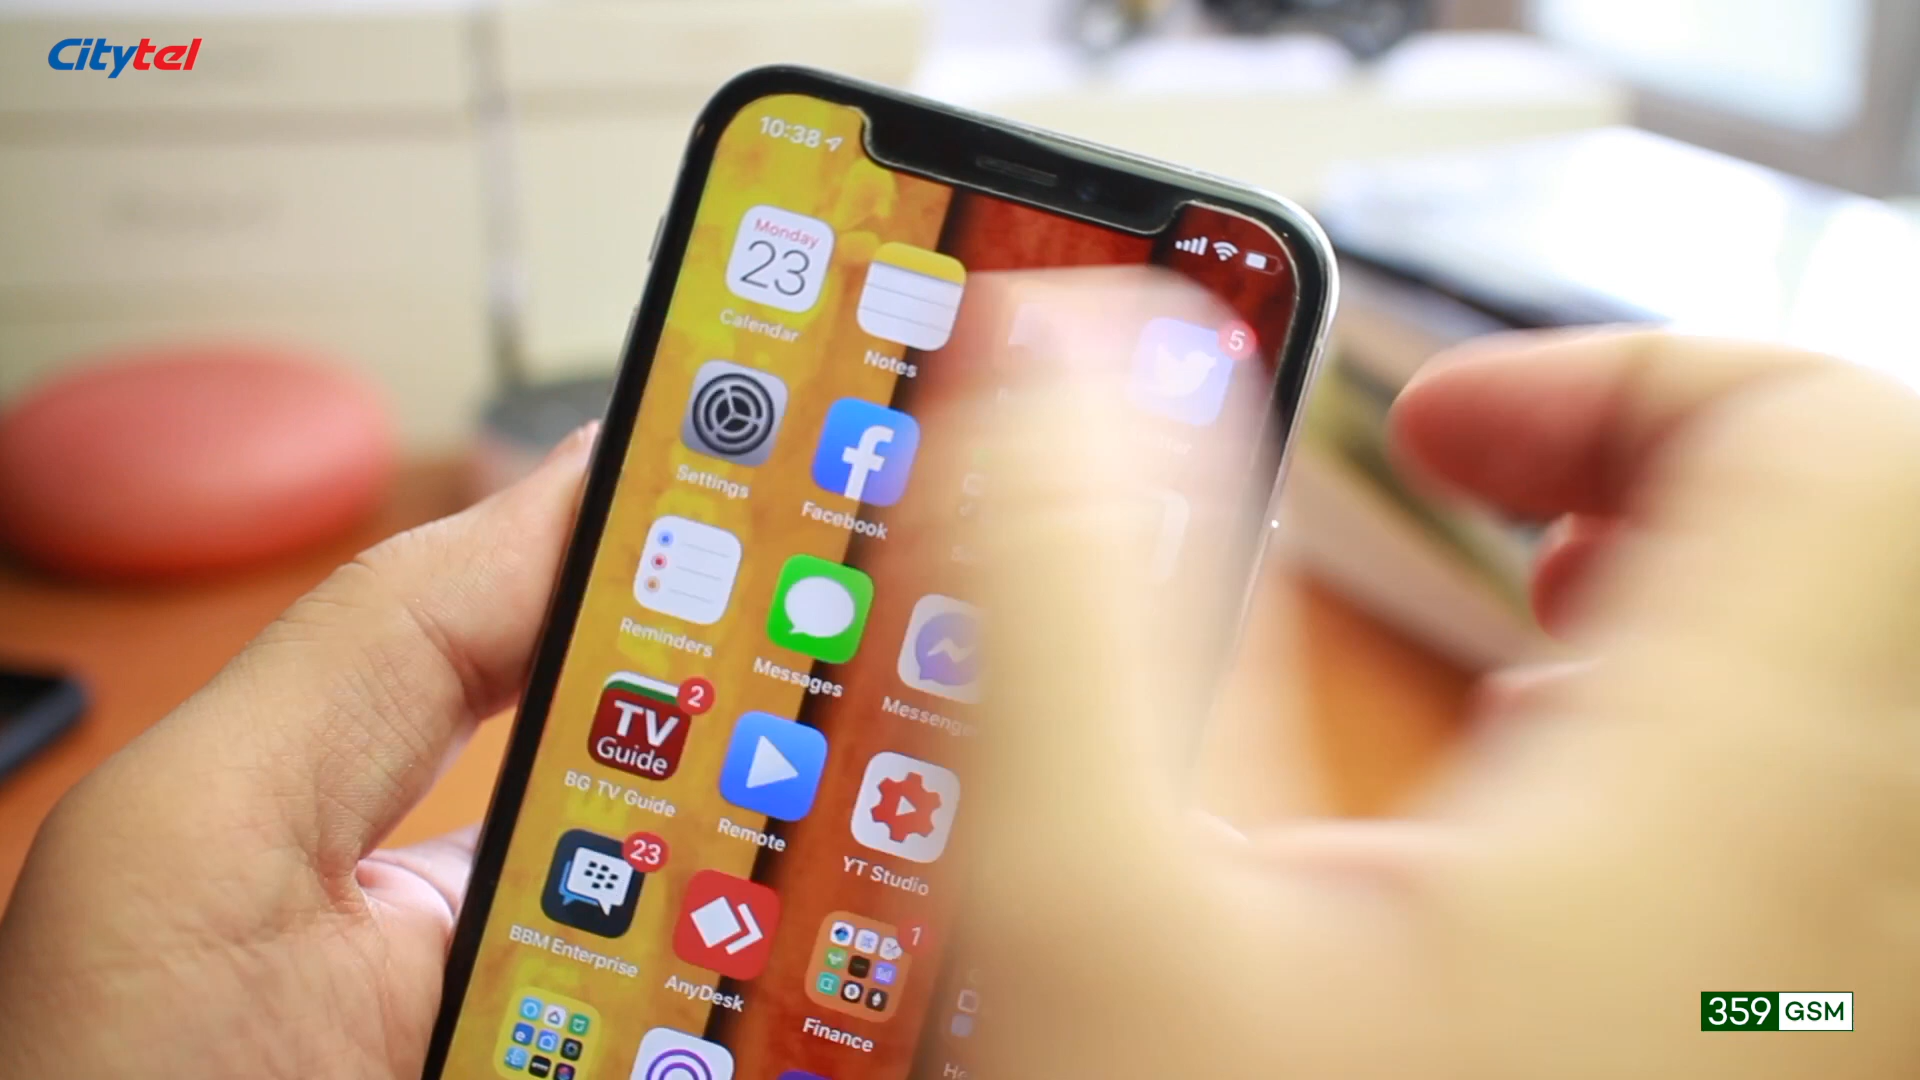 Citytel
10:38
Monday
23
Calendar
Notes
5
Settings
Facebook
Reminders
Messages
Messenge
2
TV
Guide
BG TV Guide
Remote
YT Studio
23
BBM Enterprise
AnyDesk
1
Finance
359 GSM